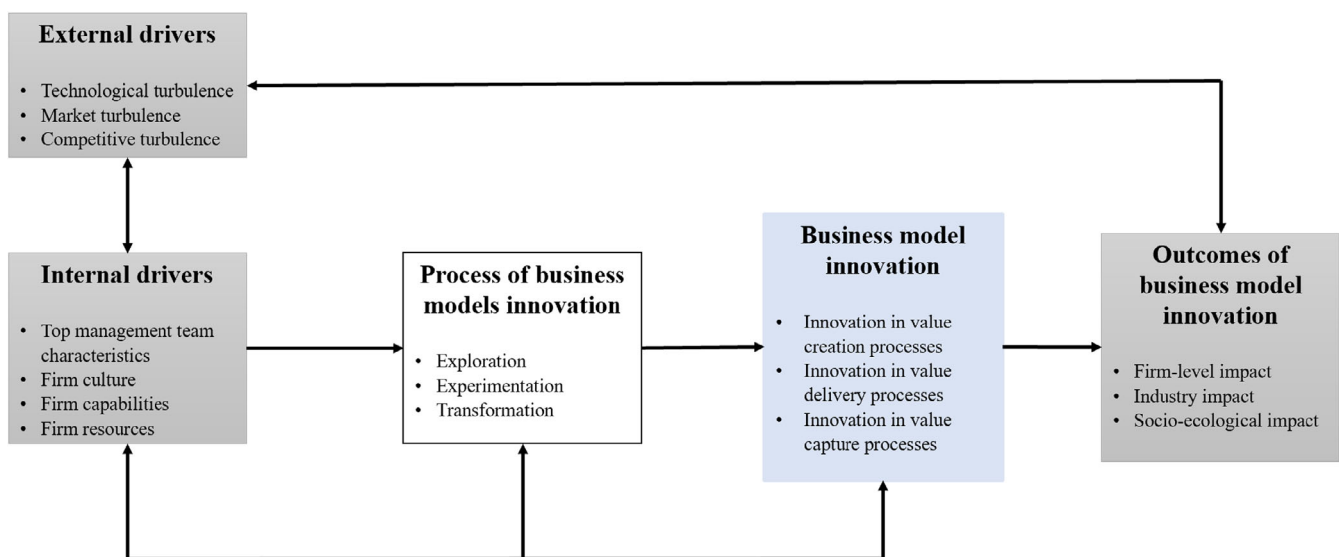 External drivers
• Technological turbulence
• Market turbulence
• Competitive turbulence
Internal drivers
• Top management team
characteristics
• Firm culture
• Firm capabilities
• Firm resources
Process of business
models innovation
• Exploration
• Experimentation
• Transformation
Business model
innovation
• Innovation in value
creation processes
• Innovation in value
delivery processes
• Innovation in value
capture processes
Outcomes of
business model
innovation
• Firm-level impact
• Industry impact
• Socio-ecological impact